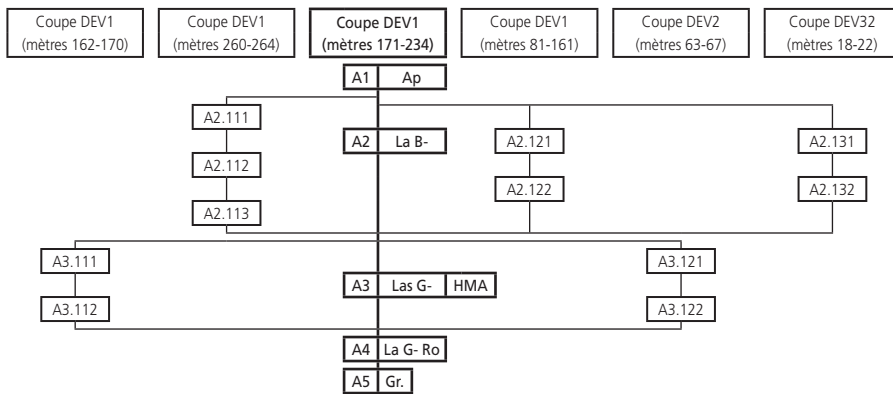 Coupe DEV1
(mètres 162-170)
Coupe DEV1
(mètres 260-264)
Coupe DEV1
(mètres 171-234)
Coupe DEV1
(mètres 81-161)
Coupe DEV2
(mètres 63-67)
Coupe DEV32
(mètres 18-22)
A1 Ap
A2.111
A2 La B-
A2.121
A2.131
A2.112
A2.122
A2.132
A2.113
A3.111
A3.121
A3 Las G- HMA
A3.112
A3.122
A4 La G- Ro
A5 Gr.